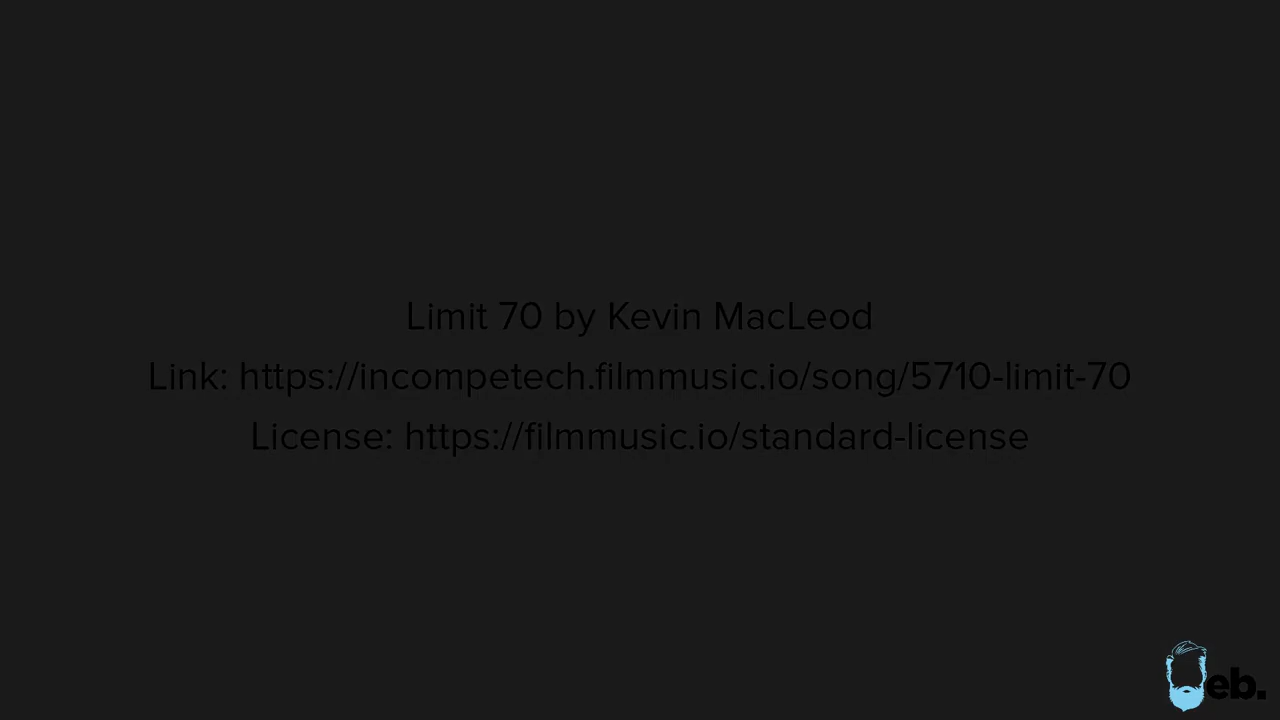 Limit 70 by Kevin MacLeod
Link: https://incompetech.filmmusic.io/song/5710-limit-70
License: https://filmmusic.io/standard-license
eb.